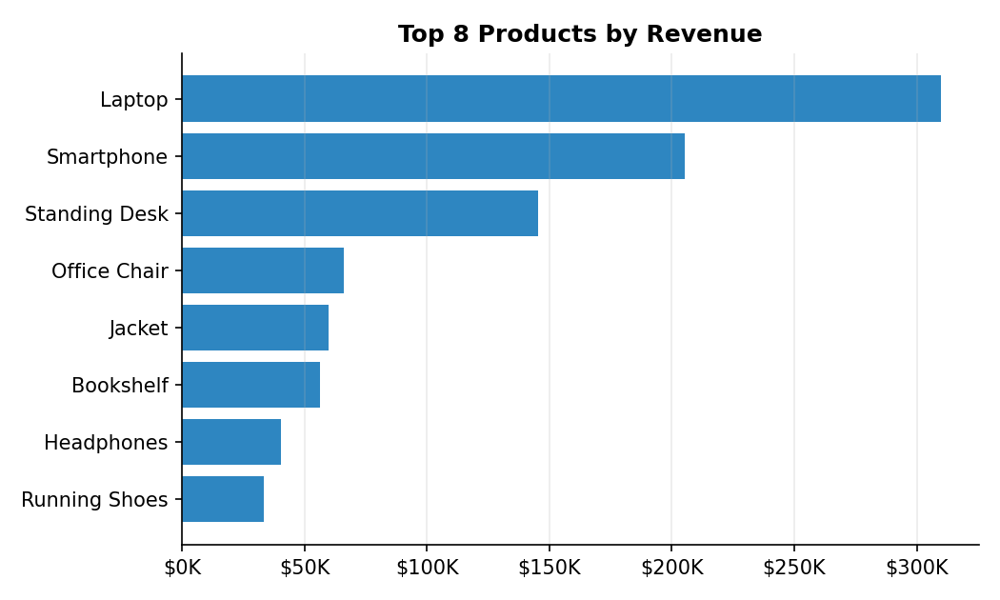 Top 8 Products by Revenue
Laptop
Smartphone
Standing Desk
Office Chair
Jacket
Bookshelf
Headphones
Running Shoes
$0K $50K $100K $150K $200K $250K $300K